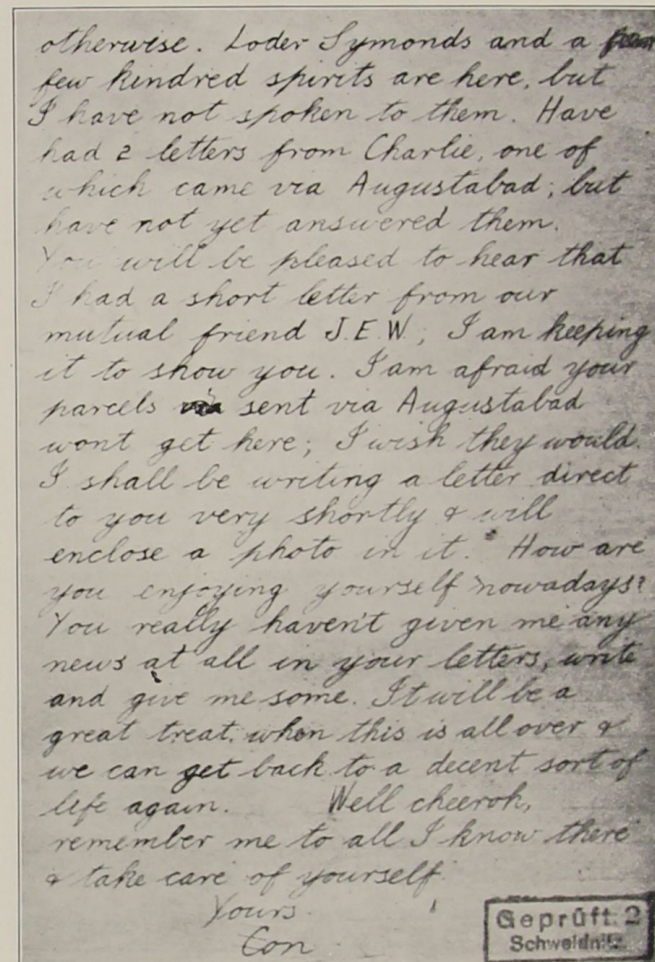 otherwise. Loder Symonds and a
few kindred spirits are here, but
I have not spoken to them. Have
had 2 letters from Charlie, one of
which came via Augustabad; but
have not yet answered them.
You will be pleased to hear that
I had a short letter from our
mutual friend J.E.W; I am keeping
it to show you. I am afraid your
parcels sent via Augustabad
wont get here; I wish they would.
I shall be writing a letter direct
to you very shortly & will
enclose a photo in it. How are
you enjoying yourself nowadays?
You really haven't given me any
news at all in your letters, write
and give me some. It will be a
great treat when this is all over &
we can get back to a decent sort of
life again. Well cheeroh,
remember me to all I know there
& take care of yourself.
Yours
Con
Geprüft 2
Schweidnitz